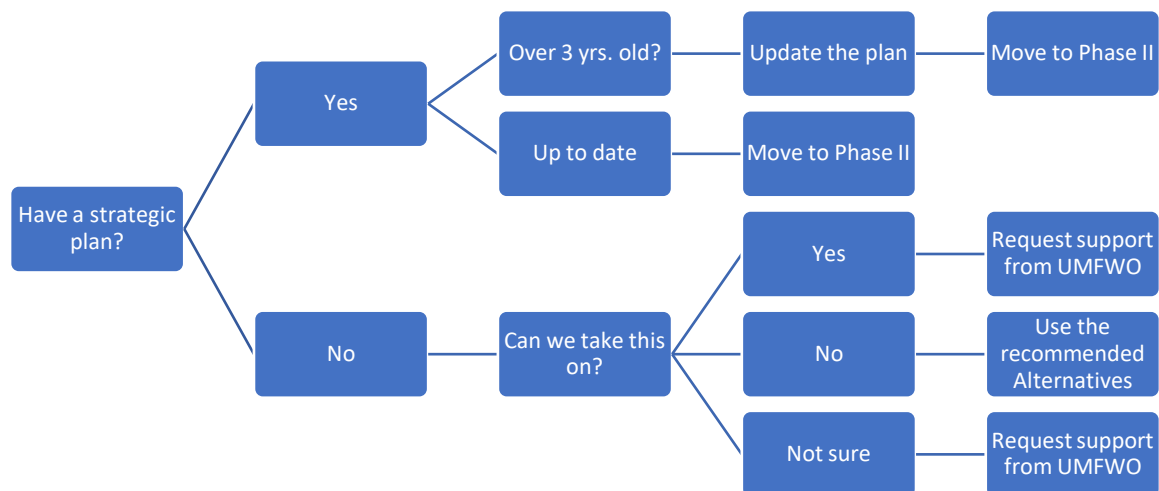 Over 3 yrs. old?
Update the plan
Move to Phase II
Yes
Up to date
Move to Phase II
Have a strategic
plan?
Yes
Request support
from UMFWO
No
Can we take this
on?
No
Use the
recommended
Alternatives
Not sure
Request support
from UMFWO